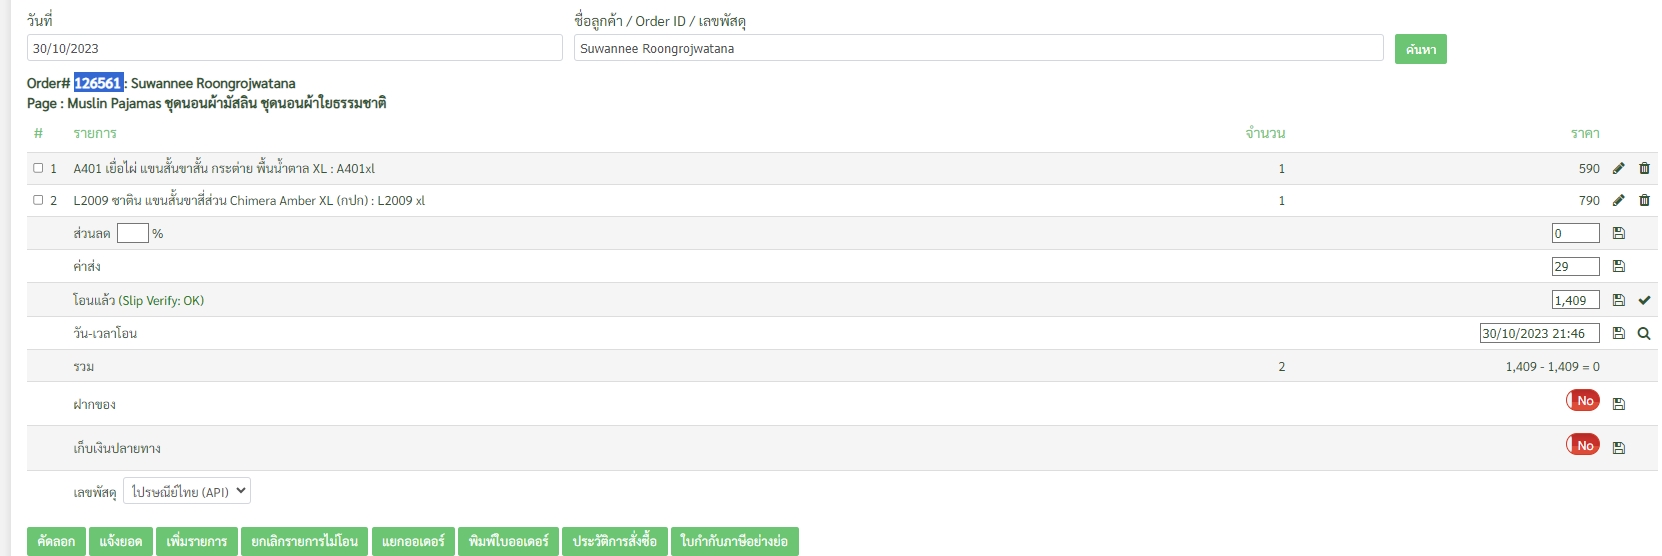 วันที่ ชื่อลูกค้า / Order ID / เลขพัสดุ
30/10/2023 Suwannee Roongrojwatana ค้นหา
Order# 126561 : Suwannee Roongrojwatana
Page : Muslin Pajamas ชุดนอนผ้ามัสลิน ชุดนอนผ้าใยธรรมชาติ
# รายการ จำนวน ราคา
1 A401 เยื่อไผ่ แขนสั้นขาสั้น กระต่าย พื้นน้ำตาล XL : A401xl 1 590
2 L2009 ซาติน แขนสั้นขาสี่ส่วน Chimera Amber XL (กปก) : L2009 xl 1 790
ส่วนลด % 0
ค่าส่ง 29
โอนแล้ว (Slip Verify: OK) 1,409
วัน-เวลาโอน 30/10/2023 21:46
รวม 2 1,409 - 1,409 = 0
ฝากของ No
เก็บเงินปลายทาง No
เลขพัสดุ ไปรษณีย์ไทย (API)
คัดลอก แจ้งยอด เพิ่มรายการ ยกเลิกรายการไม่โอน แยกออเดอร์ พิมพ์ใบออเดอร์ ประวัติการสั่งซื้อ ใบกำกับภาษีอย่างย่อ